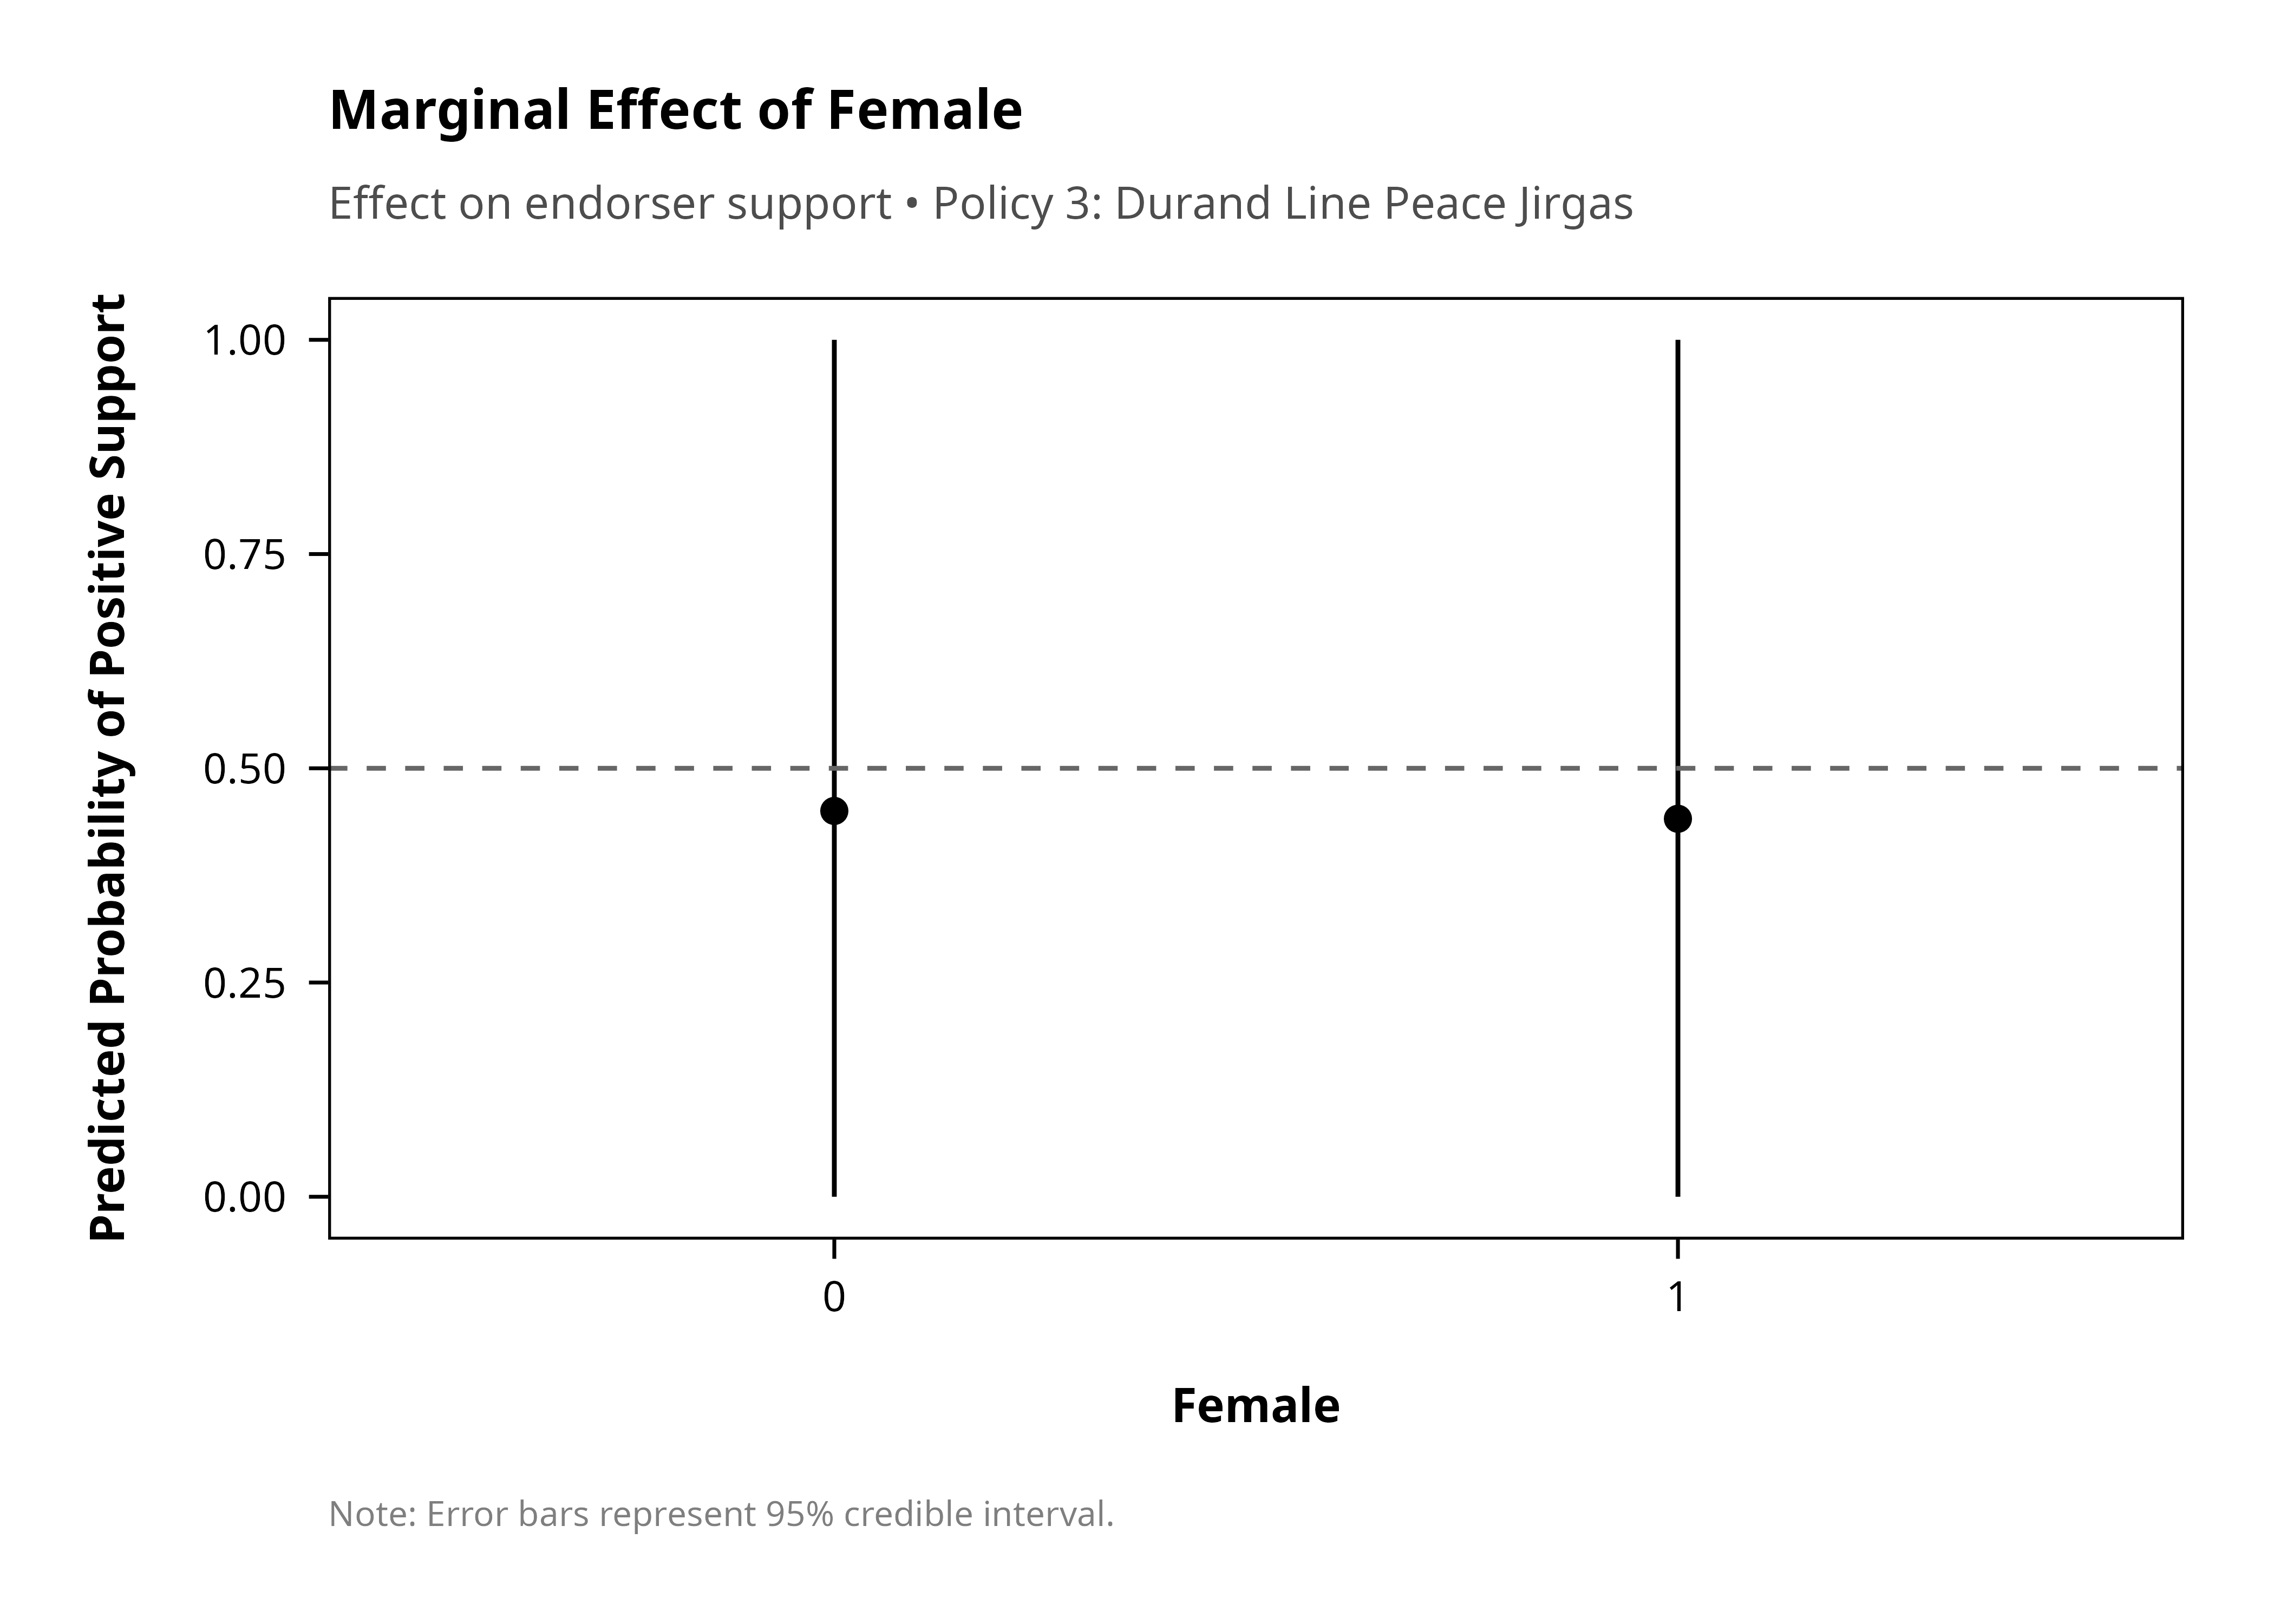 Marginal Effect of Female
Effect on endorser support • Policy 3: Durand Line Peace Jirgas
Predicted Probability of Positive Support
1.00
0.75
0.50
0.25
0.00
0
1
Female
Note: Error bars represent 95% credible interval.